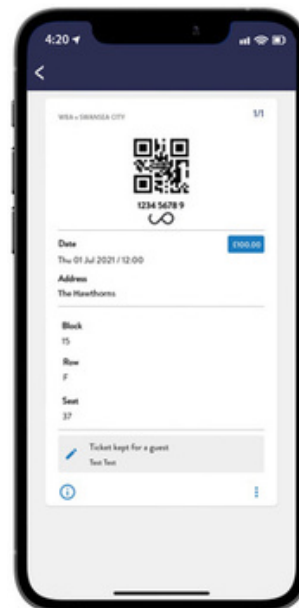 4:20
WBA v SWANSEA CITY
1/1
1234 5678 9
Date
£100.00
Thu 01 Jul 2021 / 12:00
Address
The Hawthorns
Block
15
Row
F
Seat
37
Ticket kept for a guest
Test Test